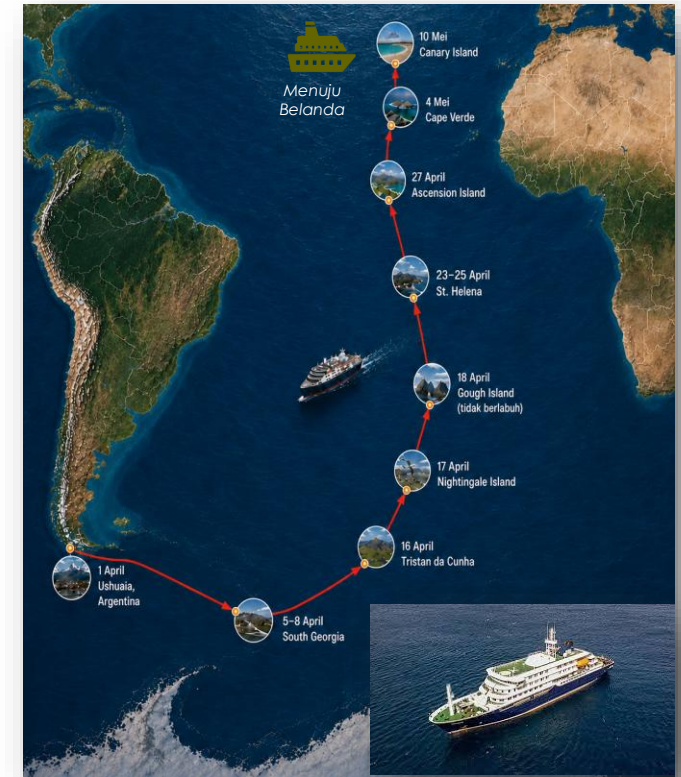 Menuju
Belanda
10 Mei
Canary Island
4 Mei
Cape Verde
27 April
Ascension Island
23–25 April
St. Helena
18 April
Gough Island
(tidak berlabuh)
17 April
Nightingale Island
16 April
Tristan da Cunha
5–8 April
South Georgia
1 April
Ushuaia,
Argentina